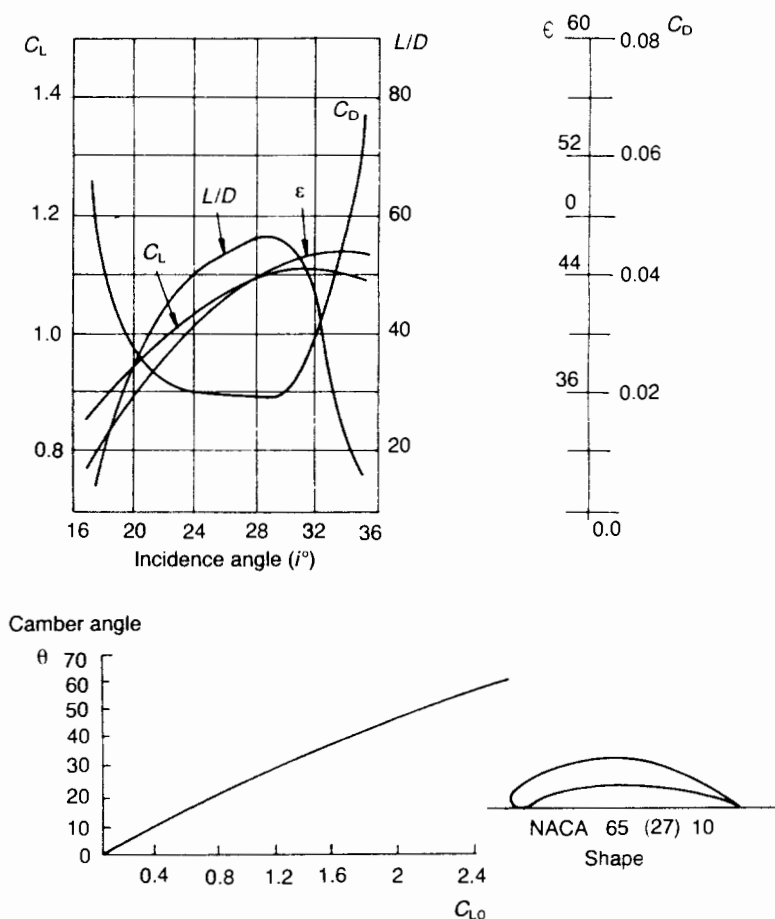 C_L L/D ϵ 60 C_D
0.08
1.4 80
C_D
52
0.06
1.2 60
L/D ε
0
C_L
44
0.04
1.0 40
36
0.02
0.8 20
16 20 24 28 32 36
0.0
Incidence angle (i°)
Camber angle
θ 70
60
50
40
30
20
10
0
0.4 0.8 1.2 1.6 2 2.4
C_L0
NACA 65 (27) 10
Shape